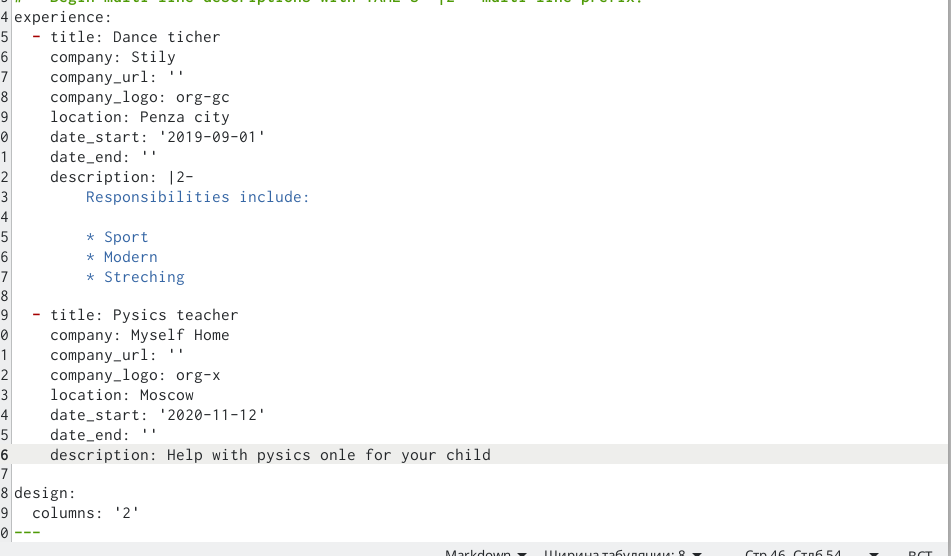 4 experience:
5   - title: Dance ticher
6     company: Stily
7     company_url: ''
8     company_logo: org-gc
9     location: Penza city
0     date_start: '2019-09-01'
1     date_end: ''
2     description: |2-
3         Responsibilities include:
4
5         * Sport
6         * Modern
7         * Streching
8
9   - title: Pysics teacher
0     company: Myself Home
1     company_url: ''
2     company_logo: org-x
3     location: Moscow
4     date_start: '2020-11-12'
5     date_end: ''
6     description: Help with pysics onle for your child
7
8 design:
9   columns: '2'
0 ---
Markdown Ширина табуляции: 8 Стр 46, Стлб 54 ВСТ